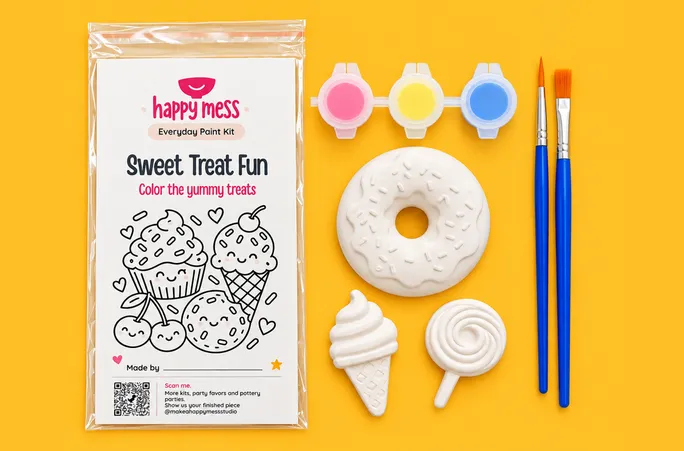 happy mess
Everyday Paint Kit
Sweet Treat Fun
Color the yummy treats
Made by
Scan me.
More kits, party favors and pottery
parties.
Show us your finished piece
@makeahappymessstudio